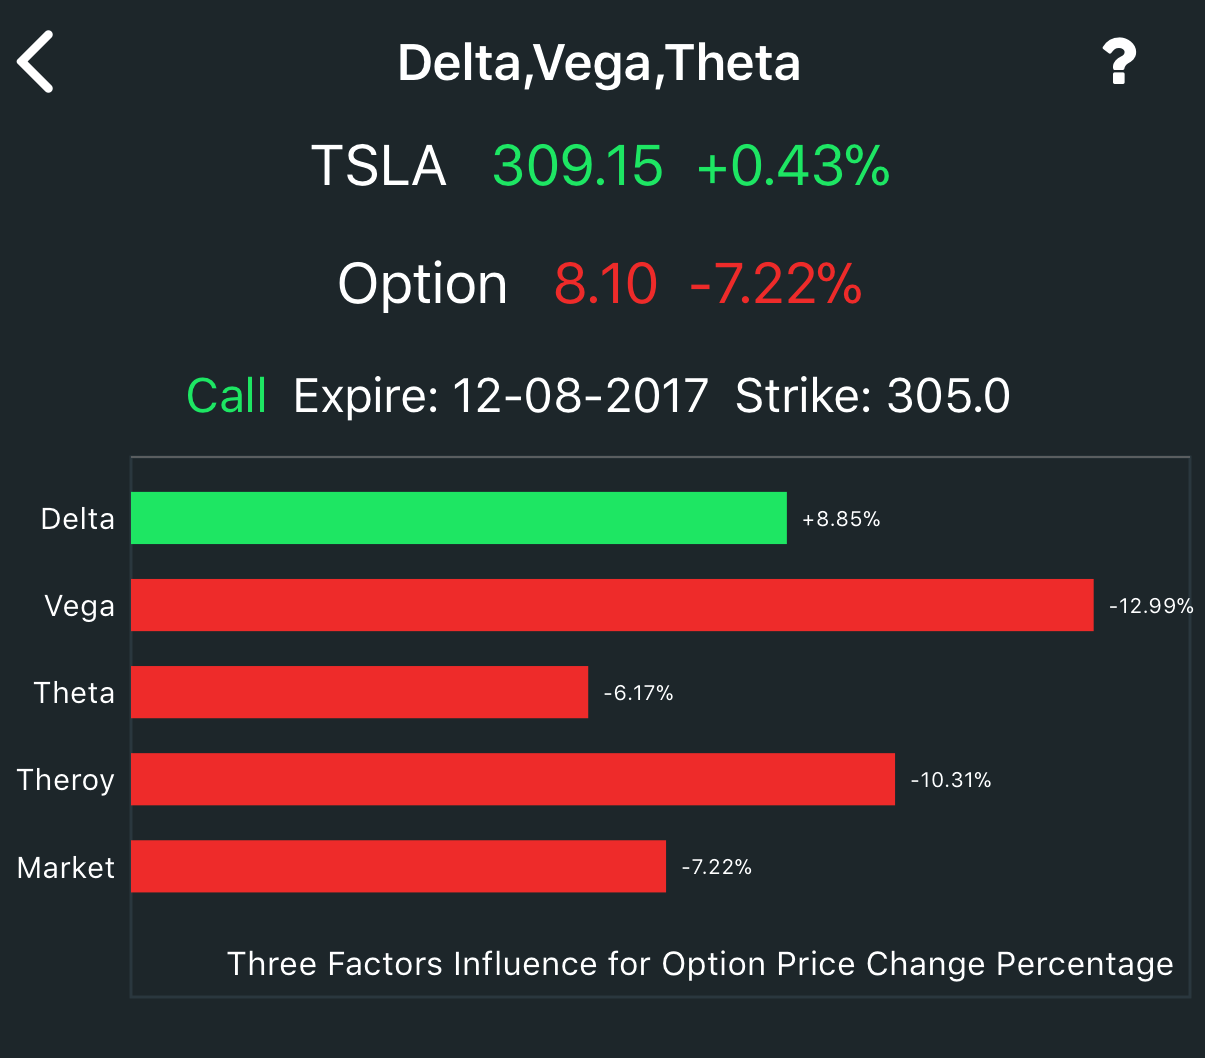 Delta,Vega,Theta ?
TSLA 309.15 +0.43%
Option 8.10 -7.22%
Call Expire: 12-08-2017 Strike: 305.0
Delta +8.85%
Vega -12.99%
Theta -6.17%
Theroy -10.31%
Market -7.22%
Three Factors Influence for Option Price Change Percentage